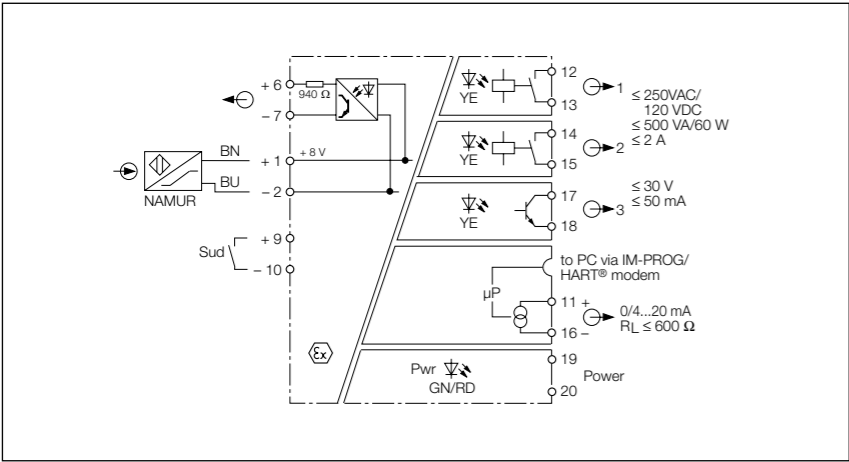 + 6
940 Ω
– 7
BN
+ 1
+ 8 V
BU
– 2
NAMUR
Sud
+ 9
– 10
Ex
YE
12
13
1
≤ 250VAC/
120 VDC
≤ 500 VA/60 W
≤ 2 A
YE
14
15
2
YE
17
18
3
≤ 30 V
≤ 50 mA
to PC via IM-PROG/
HART® modem
µP
11 +
16 –
0/4...20 mA
RL ≤ 600 Ω
Pwr
GN/RD
19
20
Power